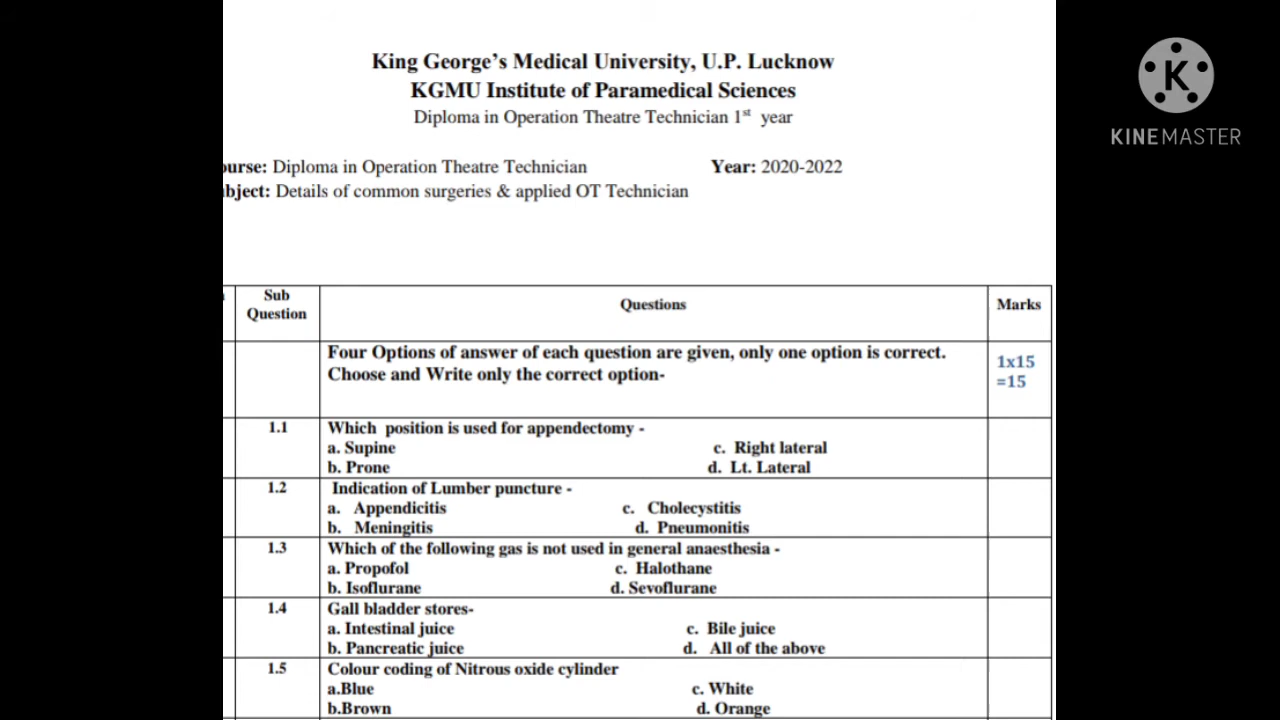 King George's Medical University, U.P. Lucknow
KGMU Institute of Paramedical Sciences
Diploma in Operation Theatre Technician 1st year
KINEMASTER
K
ourse: Diploma in Operation Theatre Technician Year: 2020-2022
bject: Details of common surgeries & applied OT Technician
Sub Question Questions Marks
Four Options of answer of each question are given, only one option is correct. 1x15
Choose and Write only the correct option- =15
1.1 Which position is used for appendectomy -
a. Supine c. Right lateral
b. Prone d. Lt. Lateral
1.2 Indication of Lumber puncture -
a. Appendicitis c. Cholecystitis
b. Meningitis d. Pneumonitis
1.3 Which of the following gas is not used in general anaesthesia -
a. Propofol c. Halothane
b. Isoflurane d. Sevoflurane
1.4 Gall bladder stores-
a. Intestinal juice c. Bile juice
b. Pancreatic juice d. All of the above
1.5 Colour coding of Nitrous oxide cylinder
a.Blue c. White
b.Brown d. Orange